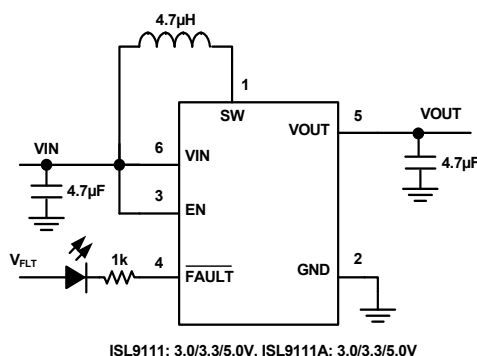 4.7µH
1
SW
5
VOUT
VOUT
VIN
6
VIN
4.7µF
4.7µF
3
EN
V_FLT
1k
4
FAULT
GND
2
ISL9111: 3.0/3.3/5.0V, ISL9111A: 3.0/3.3/5.0V